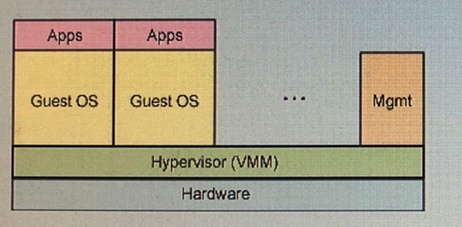 Apps Apps
Guest OS Guest OS ... Mgmt
Hypervisor (VMM)
Hardware